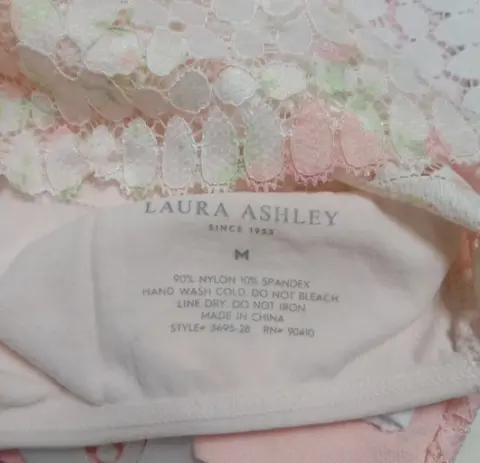 LAURA ASHLEY
SINCE 1953
M
90% NYLON 10% SPANDEX
HAND WASH COLD. DO NOT BLEACH
LINE DRY. DO NOT IRON
MADE IN CHINA
STYLE# 3695-28 RN# 90410